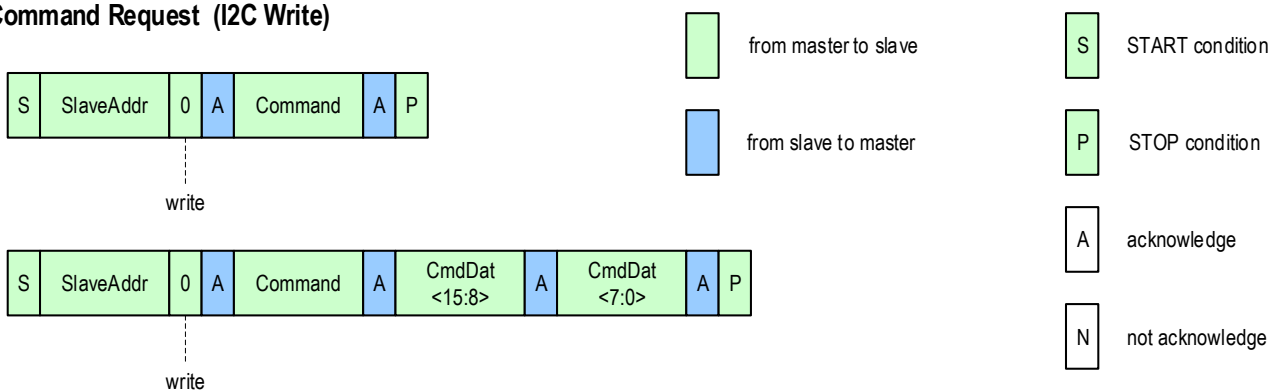 Command Request (I2C Write)
from master to slave
S START condition
S SlaveAddr 0 A Command A P
from slave to master
P STOP condition
write
A acknowledge
S SlaveAddr 0 A Command A CmdDat <15:8> A CmdDat <7:0> A P
N not acknowledge
write